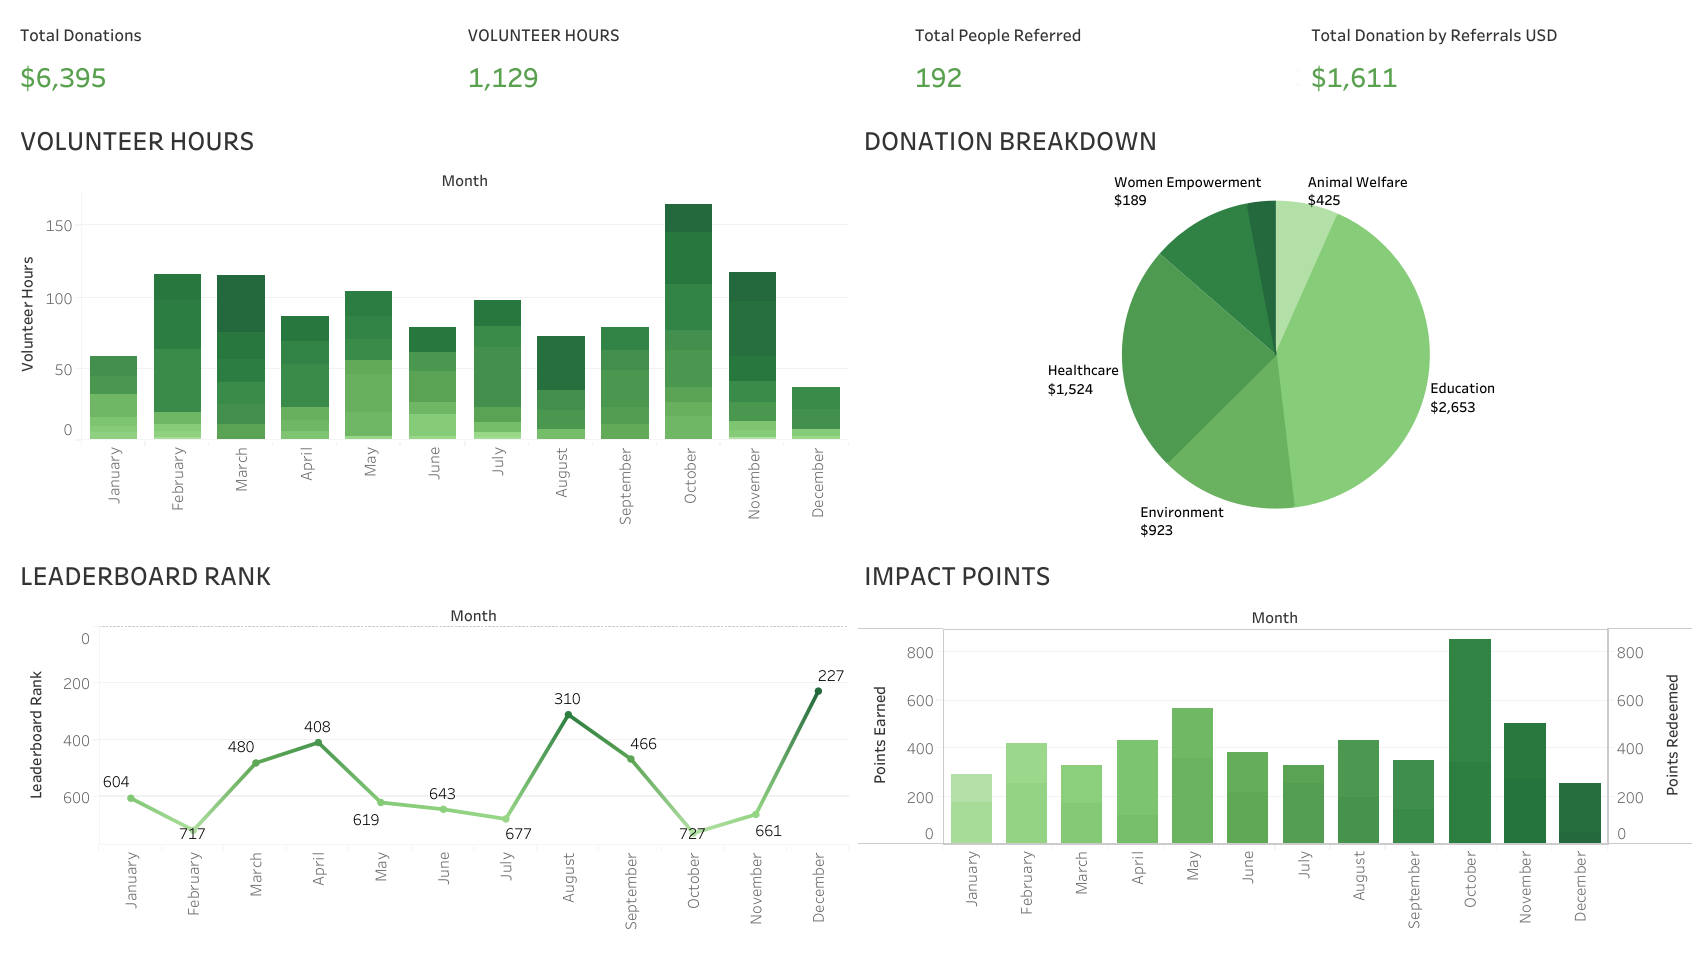 Total Donations
$6,395
VOLUNTEER HOURS
1,129
Total People Referred
192
Total Donation by Referrals USD
$1,611
VOLUNTEER HOURS
Month
Volunteer Hours
150
100
50
0
January
February
March
April
May
June
July
August
September
October
November
December
DONATION BREAKDOWN
Women Empowerment
$189
Animal Welfare
$425
Healthcare
$1,524
Education
$2,653
Environment
$923
LEADERBOARD RANK
Month
Leaderboard Rank
0
200
400
600
604
717
480
408
619
643
677
310
466
727
661
227
January
February
March
April
May
June
July
August
September
October
November
December
IMPACT POINTS
Month
Points Earned
800
600
400
200
0
800
600
400
200
0
Points Redeemed
January
February
March
April
May
June
July
August
September
October
November
December